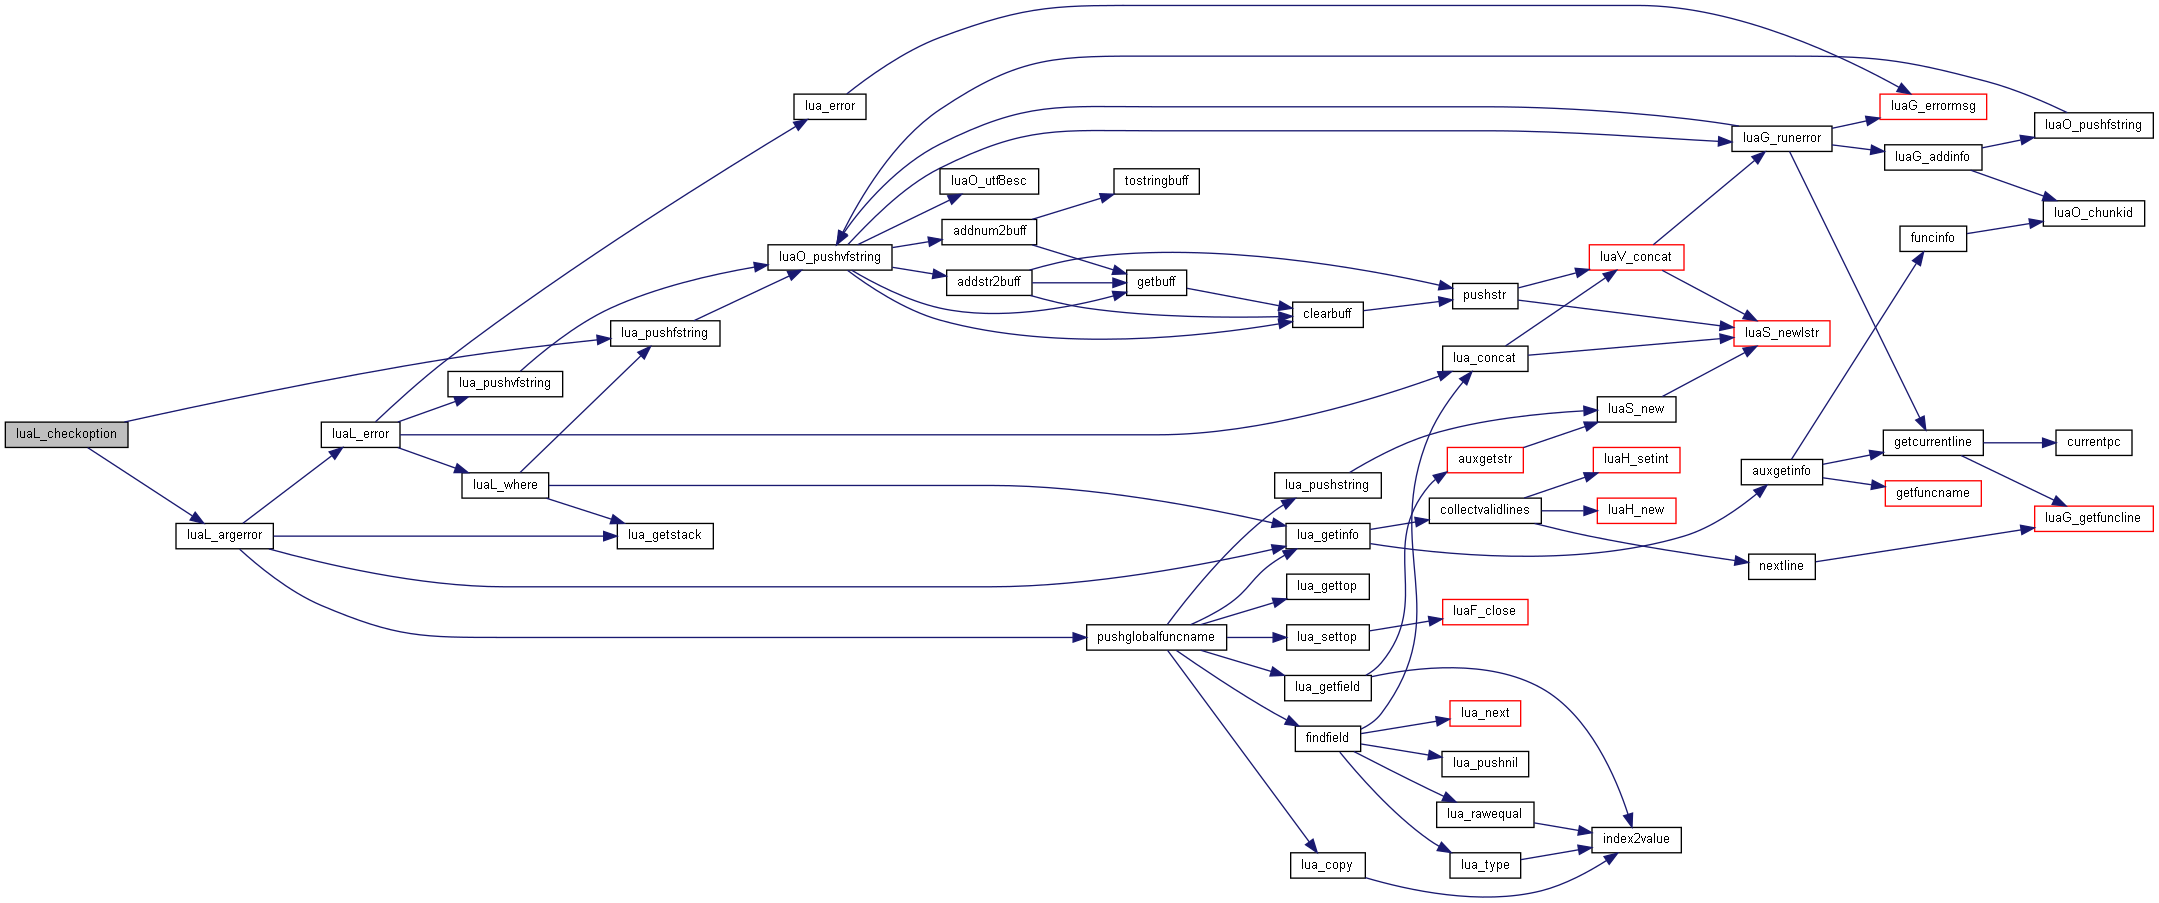 luaL_checkoption
luaL_argerror
luaL_error
lua_pushvfstring
luaL_where
lua_pushfstring
lua_getstack
lua_error
luaO_pushvfstring
luaO_utf8esc
addnum2buff
addstr2buff
tostringbuff
getbuff
clearbuff
pushstr
lua_concat
luaV_concat
luaS_newlstr
luaG_runerror
luaG_errormsg
luaG_addinfo
luaO_pushfstring
luaO_chunkid
funcinfo
getcurrentline
currentpc
auxgetinfo
getfuncname
luaG_getfuncline
luaS_new
auxgetstr
luaH_setint
luaH_new
collectvalidlines
nextline
lua_pushstring
lua_getinfo
lua_gettop
pushglobalfuncname
lua_settop
luaF_close
lua_getfield
findfield
lua_next
lua_pushnil
lua_rawequal
lua_type
index2value
lua_copy